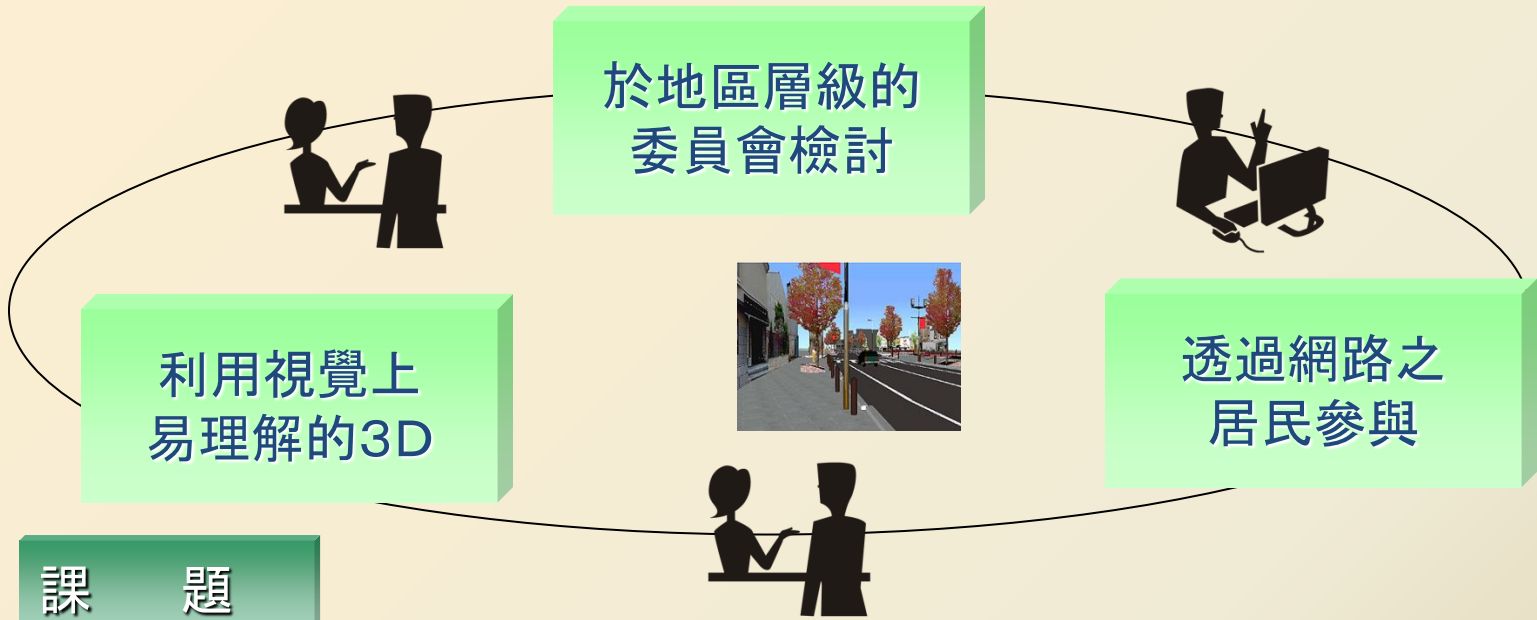 於地區層級的
委員會檢討
利用視覺上
易理解的3D
透過網路之
居民參與
課 題